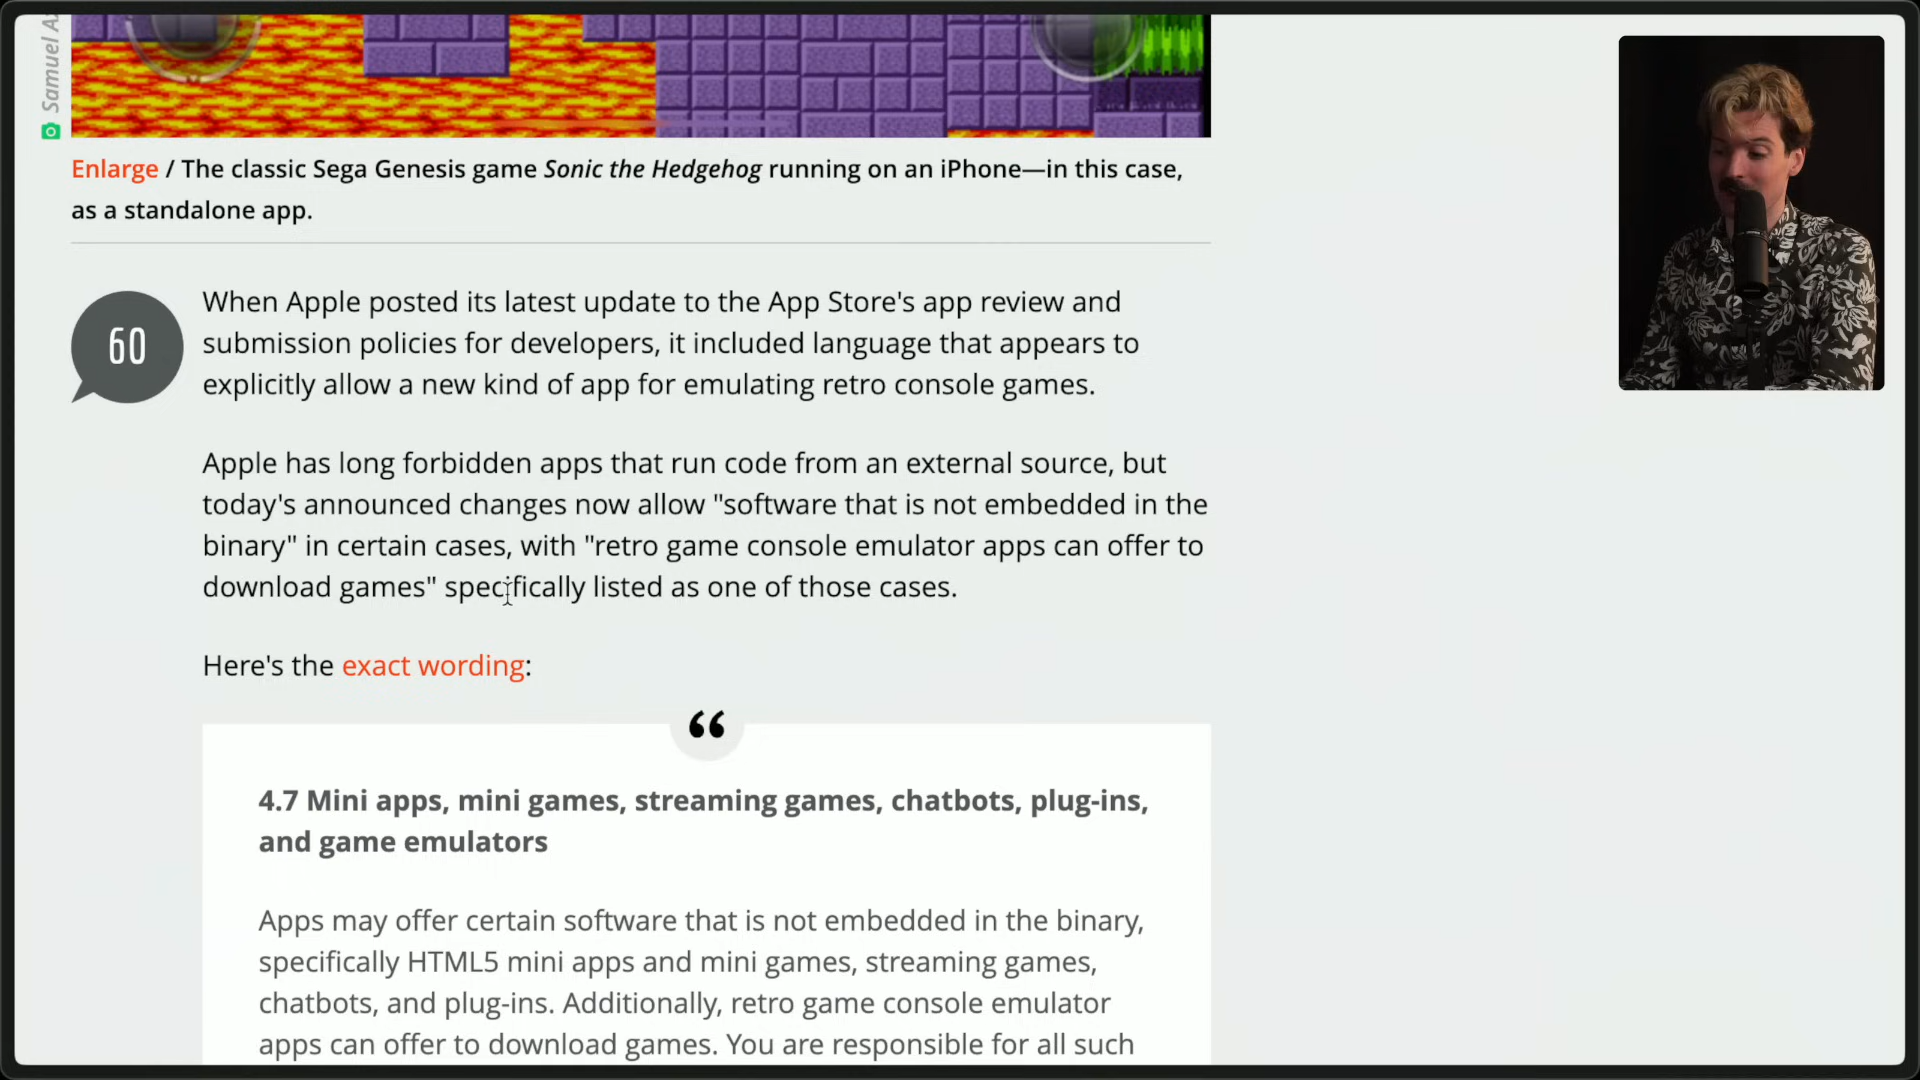 Samuel A
Enlarge / The classic Sega Genesis game Sonic the Hedgehog running on an iPhone—in this case,
as a standalone app.
60
When Apple posted its latest update to the App Store's app review and
submission policies for developers, it included language that appears to
explicitly allow a new kind of app for emulating retro console games.
Apple has long forbidden apps that run code from an external source, but
today's announced changes now allow "software that is not embedded in the
binary" in certain cases, with "retro game console emulator apps can offer to
download games" specifically listed as one of those cases.
Here's the exact wording:
“
4.7 Mini apps, mini games, streaming games, chatbots, plug-ins,
and game emulators
Apps may offer certain software that is not embedded in the binary,
specifically HTML5 mini apps and mini games, streaming games,
chatbots, and plug-ins. Additionally, retro game console emulator
apps can offer to download games. You are responsible for all such